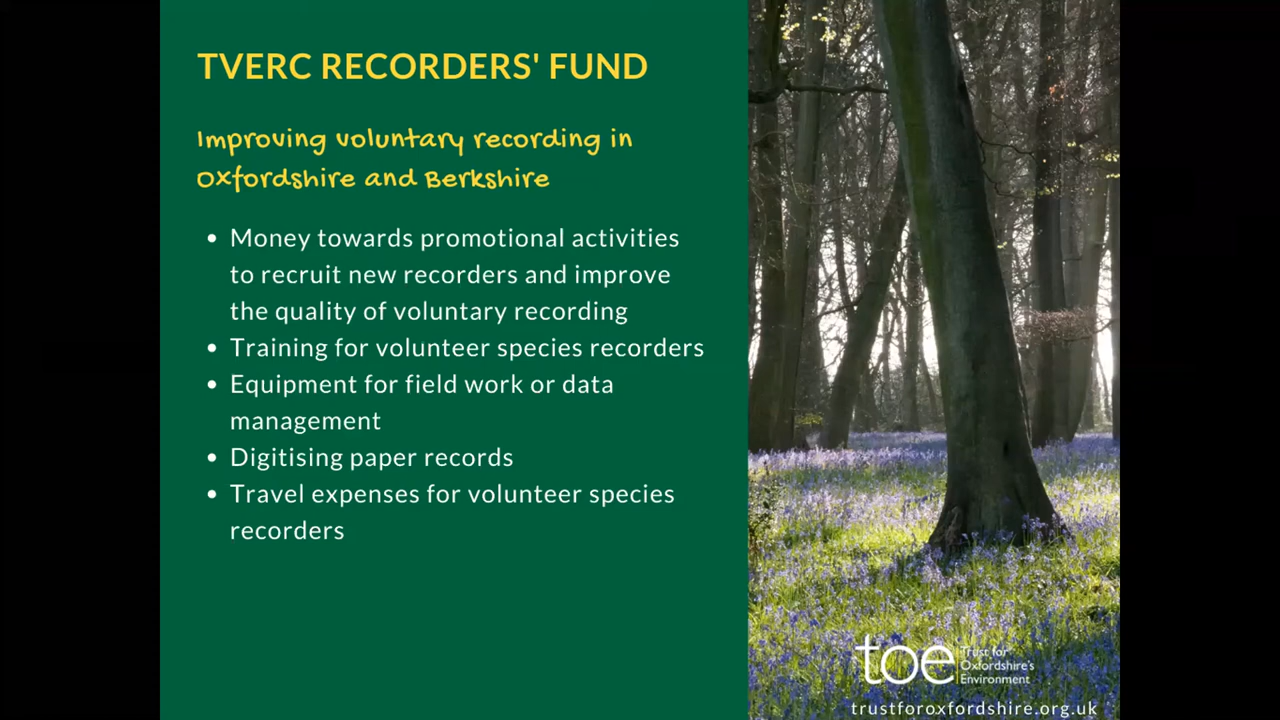 TVERC RECORDERS' FUND
Improving voluntary recording in
Oxfordshire and Berkshire
• Money towards promotional activities
to recruit new recorders and improve
the quality of voluntary recording
• Training for volunteer species recorders
• Equipment for field work or data
management
• Digitising paper records
• Travel expenses for volunteer species
recorders
toe
Trust for
Oxfordshire's
Environment
trustforoxfordshire.org.uk